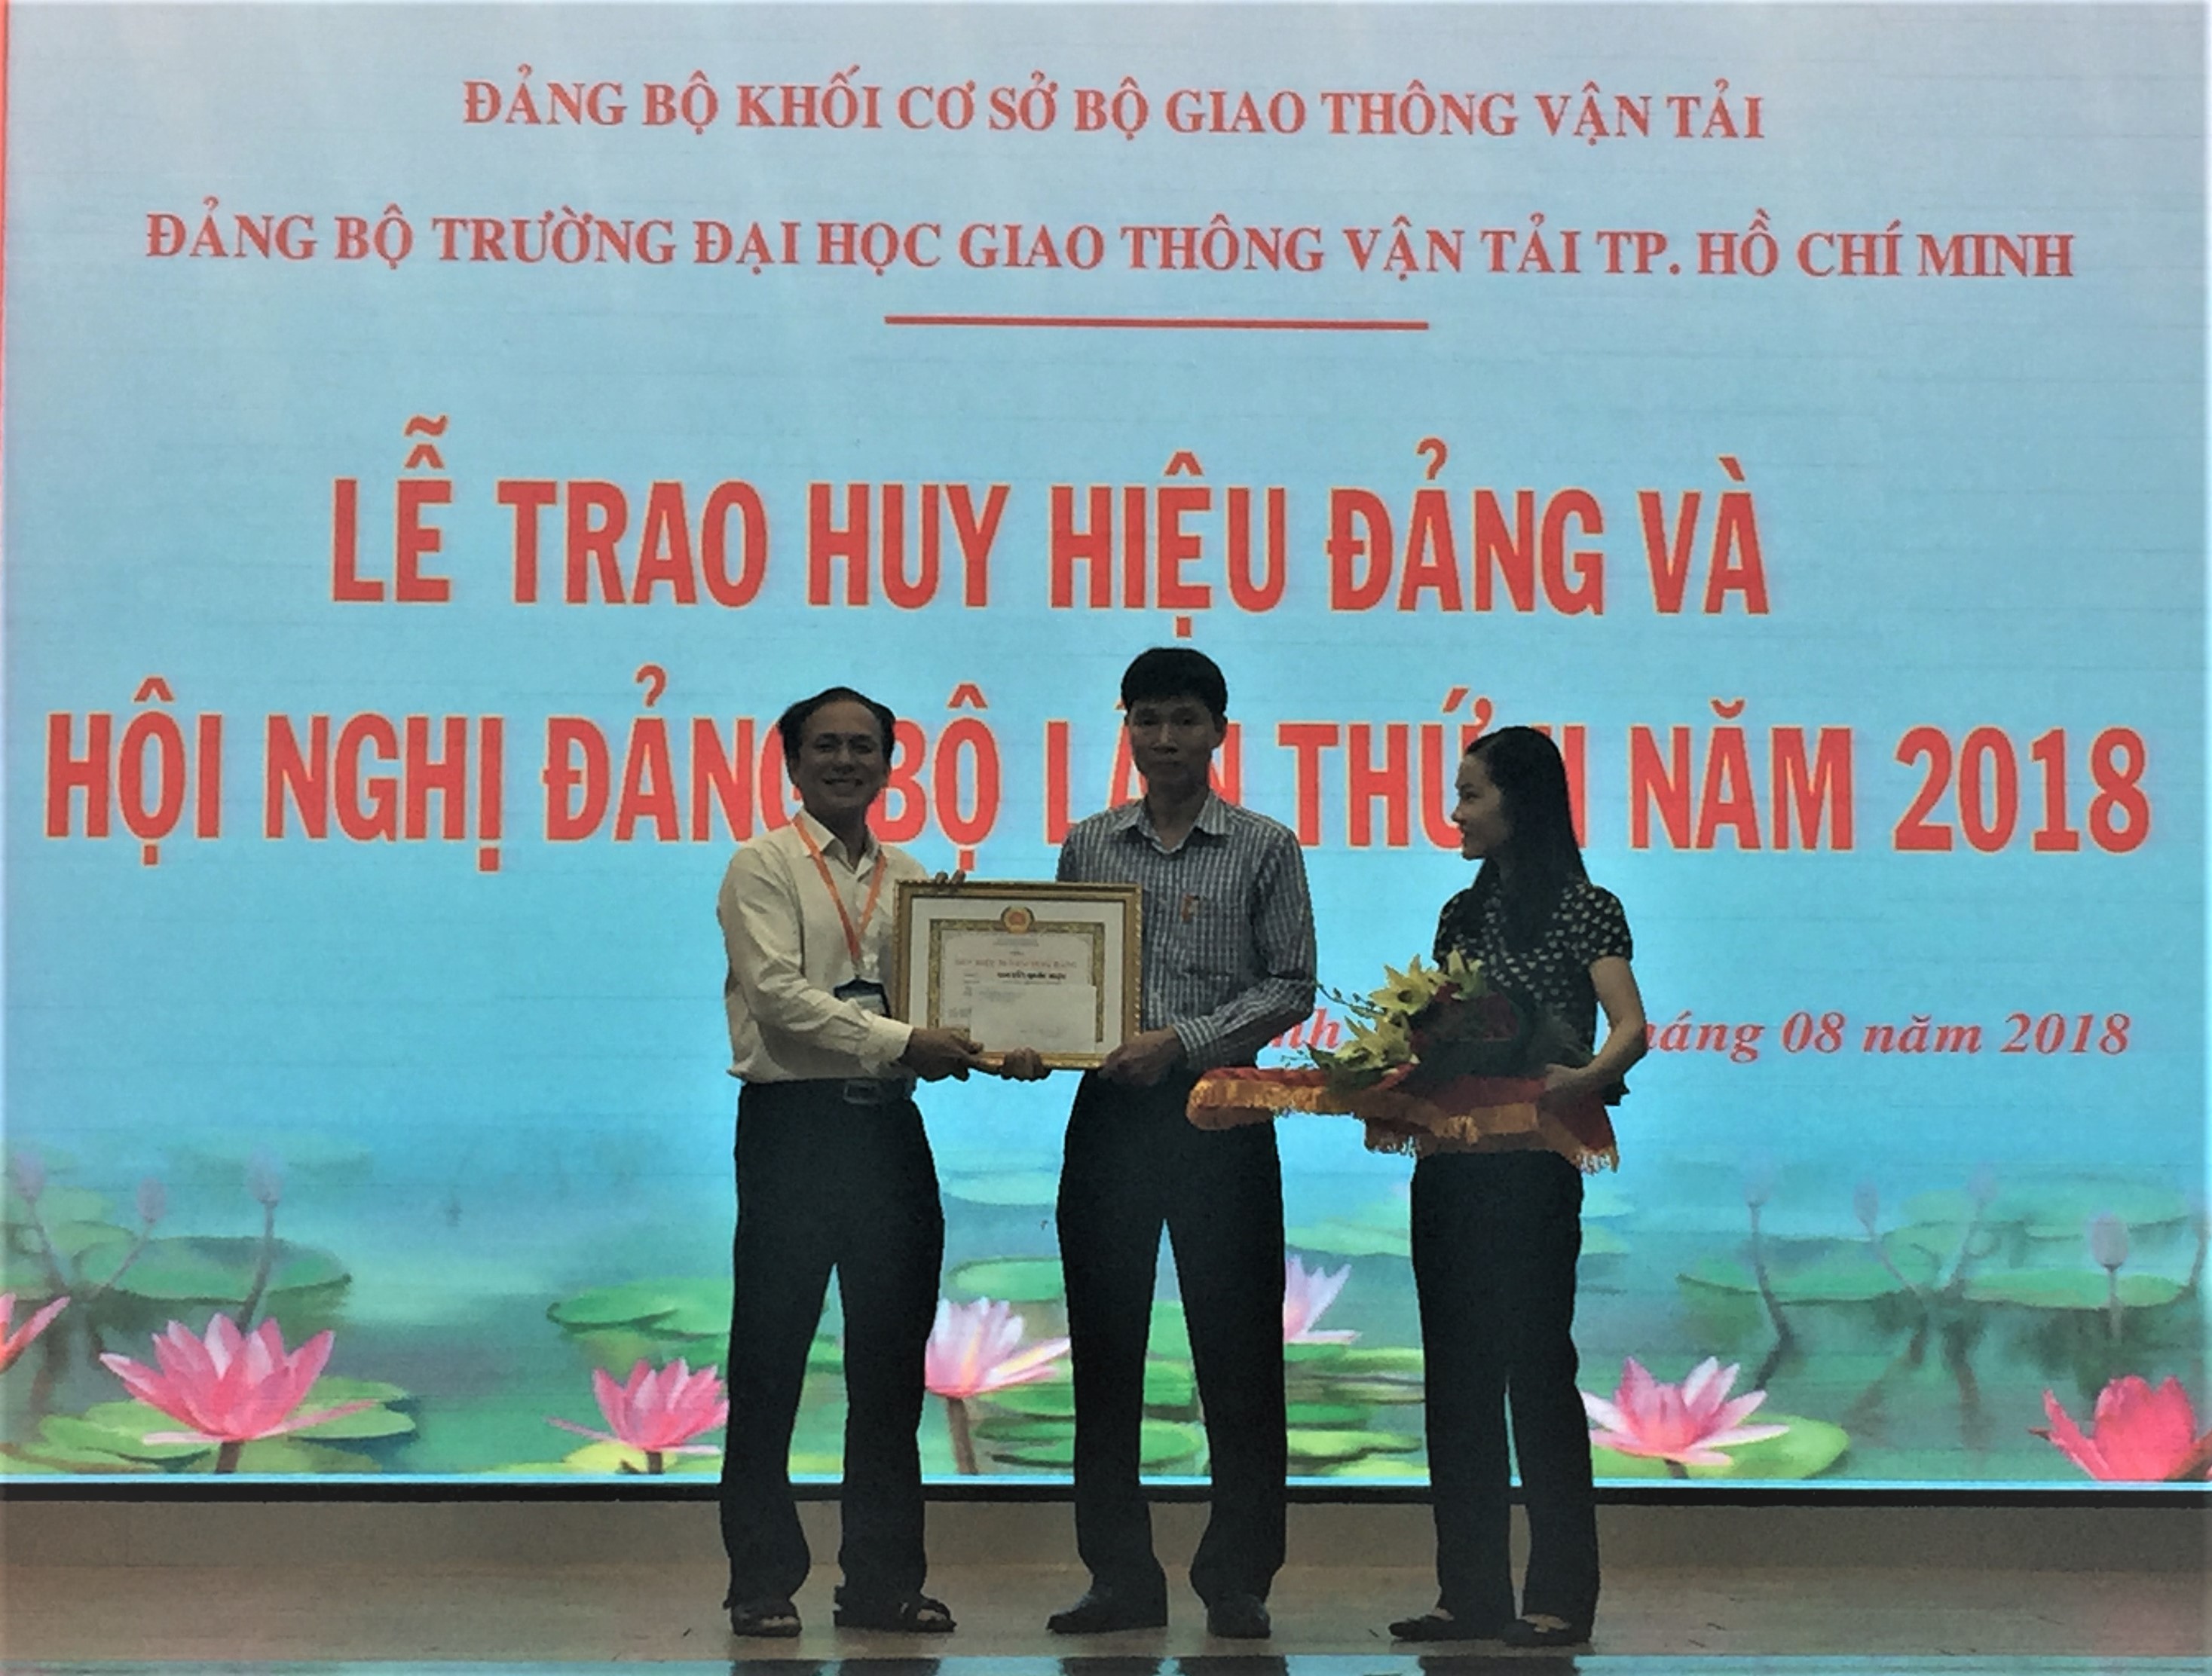 ĐẢNG BỘ KHỐI CƠ SỞ BỘ GIAO THÔNG VẬN TẢI
ĐẢNG BỘ TRƯỜNG ĐẠI HỌC GIAO THÔNG VẬN TẢI TP. HỒ CHÍ MINH
LỄ TRAO HUY HIỆU ĐẢNG VÀ
HỘI NGHỊ ĐẢNG BỘ LẦN THỨ II NĂM 2018
tháng 08 năm 2018